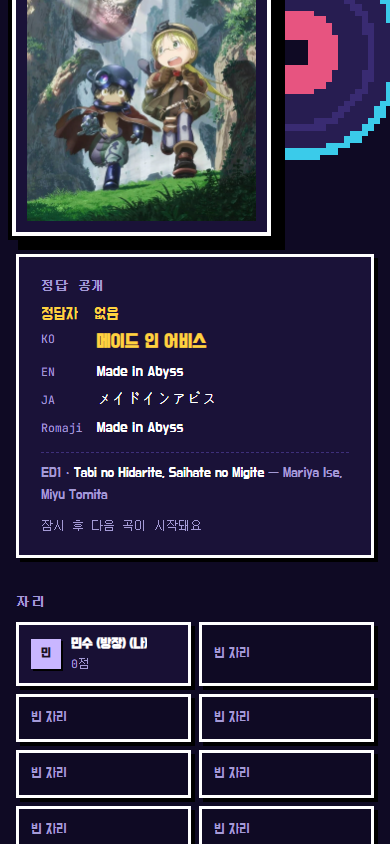 정답 공개
정답자 없음
KO 메이드 인 어비스
EN Made In Abyss
JA メイドインアビス
Romaji Made In Abyss
ED1 · Tabi no Hidarite, Saihate no Migite — Mariya Ise,
Miyu Tomita
잠시 후 다음 곡이 시작돼요
자리
민 민수 (방장) (나)
0점
빈 자리
빈 자리
빈 자리
빈 자리
빈 자리
빈 자리
빈 자리